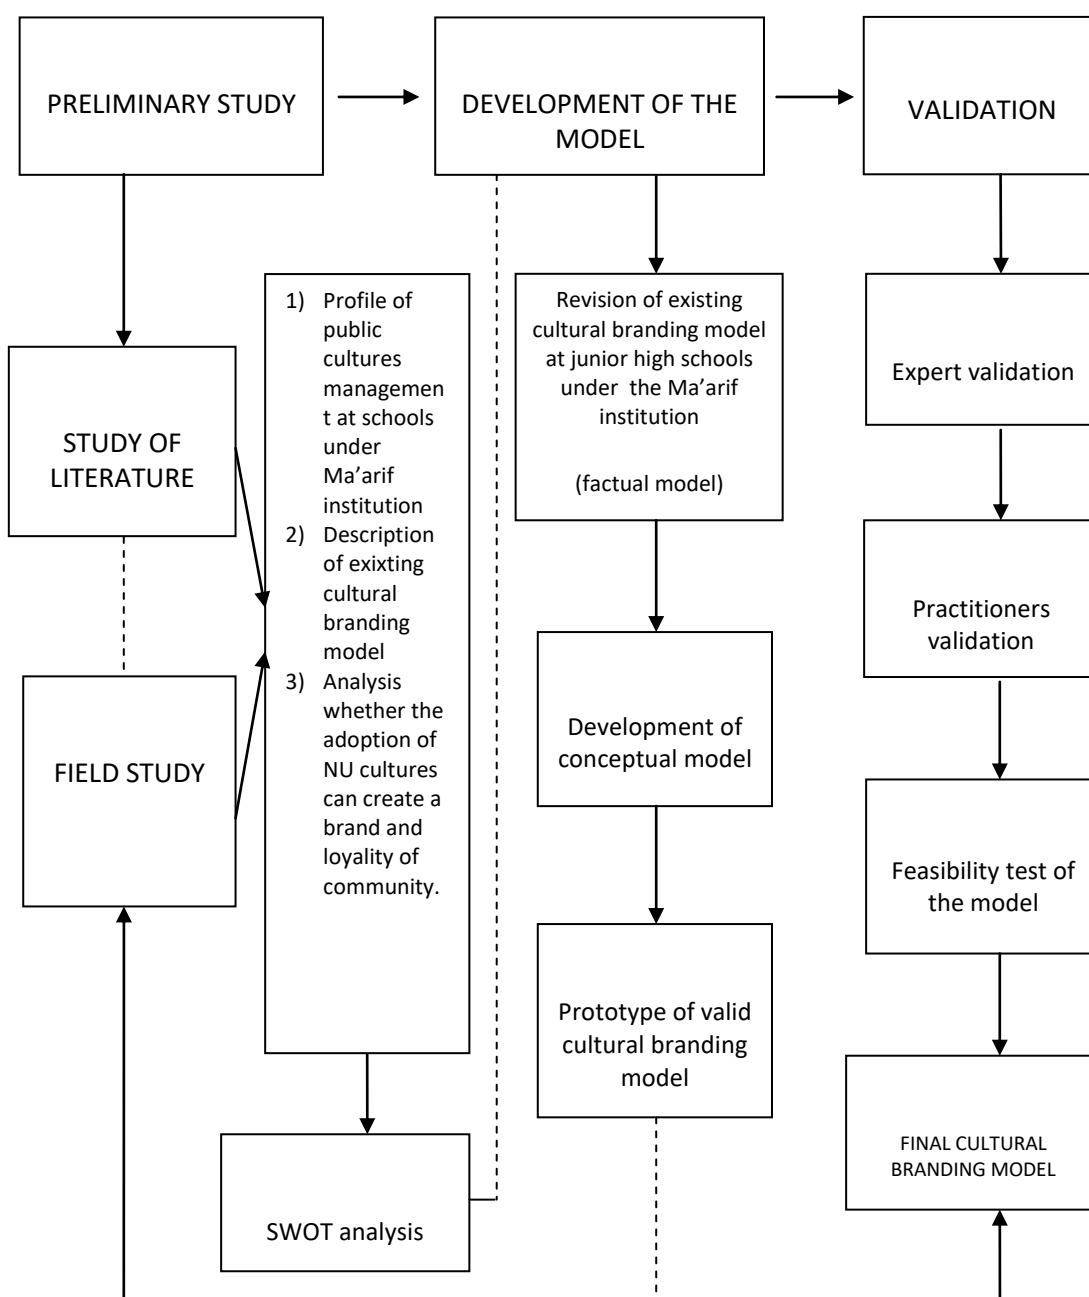 PRELIMINARY STUDY
DEVELOPMENT OF THE
MODEL
VALIDATION
STUDY OF
LITERATURE
FIELD STUDY
1) Profile of
public
cultures
managemen
t at schools
under
Ma’arif
institution
2) Description
of exixting
cultural
branding
model
3) Analysis
whether the
adoption of
NU cultures
can create a
brand and
loyality of
community.
SWOT analysis
Revision of existing
cultural branding model
at junior high schools
under the Ma’arif
institution
(factual model)
Development of
conceptual model
Prototype of valid
cultural branding
model
Expert validation
Practitioners
validation
Feasibility test of
the model
FINAL CULTURAL
BRANDING MODEL